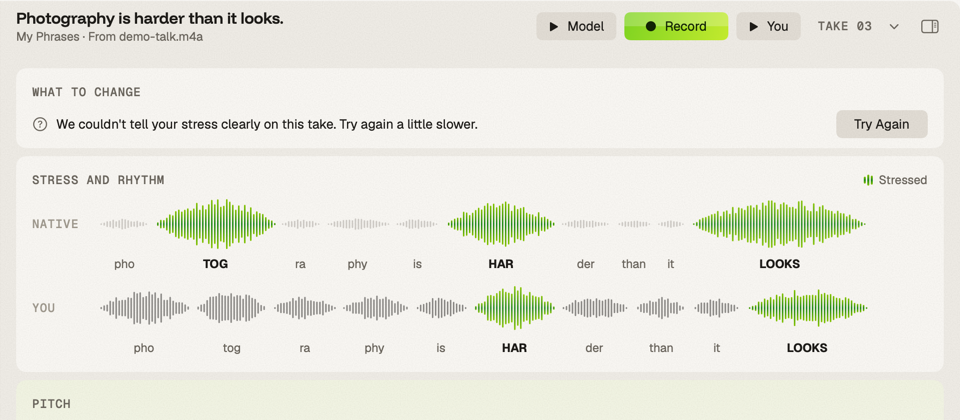 Photography is harder than it looks.
My Phrases · From demo-talk.m4a
Model
Record
You
TAKE 03
WHAT TO CHANGE
We couldn't tell your stress clearly on this take. Try again a little slower.
Try Again
STRESS AND RHYTHM
Stressed
NATIVE
pho TOG ra phy is HAR der than it LOOKS
YOU
pho tog ra phy is HAR der than it LOOKS
PITCH